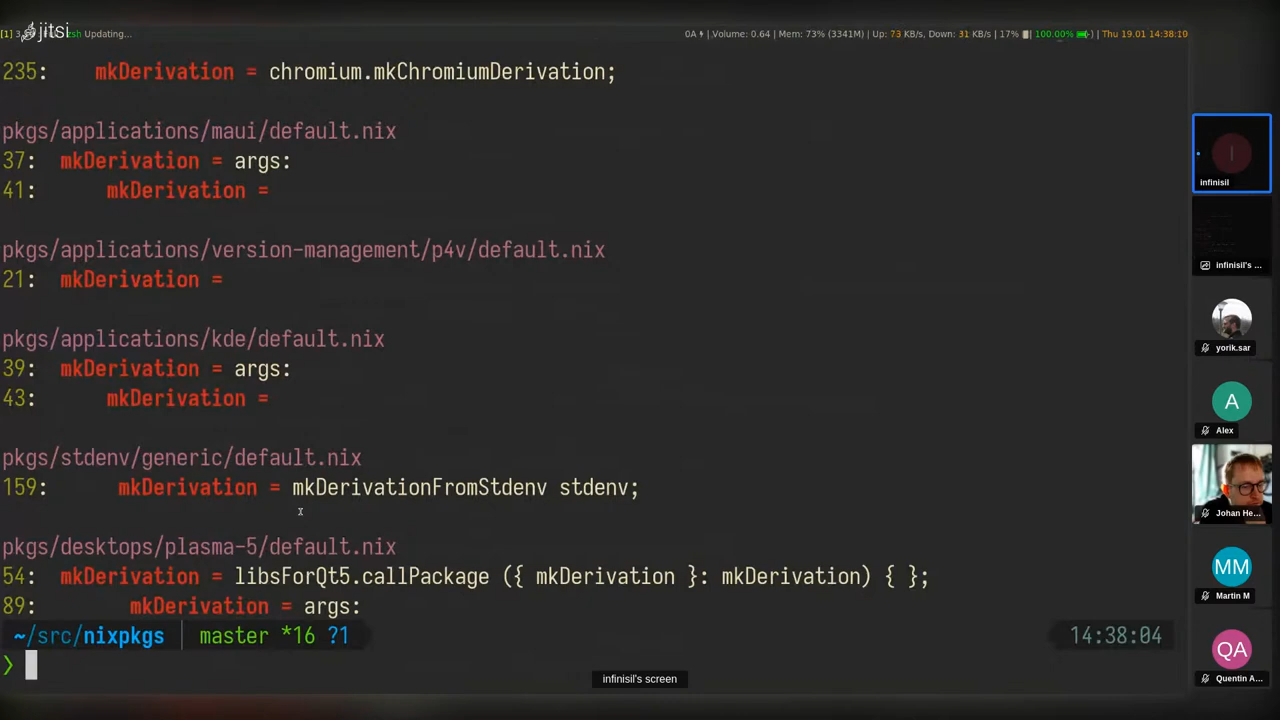 jitsi
[1] 3. zsh Updating...
0A | Volume: 0.64 | Mem: 73% (3341M) | Up: 73 KB/s, Down: 31 KB/s | 17% | 100.00% | Thu 19.01 14:38:19
235: mkDerivation = chromium.mkChromiumDerivation;
pkgs/applications/maui/default.nix
37: mkDerivation = args:
41: mkDerivation =
pkgs/applications/version-management/p4v/default.nix
21: mkDerivation =
pkgs/applications/kde/default.nix
39: mkDerivation = args:
43: mkDerivation =
pkgs/stdenv/generic/default.nix
159: mkDerivation = mkDerivationFromStdenv stdenv;
pkgs/desktops/plasma-5/default.nix
54: mkDerivation = libsForQt5.callPackage ({ mkDerivation }: mkDerivation) { };
89: mkDerivation = args:
~/src/nixpkgs master *16 ?1 14:38:04
❯
infinisil's screen
I
infinisil
infinisil's ...
yorik.sar
A
Alex
Johan He...
MM
Martin M
QA
Quentin A...